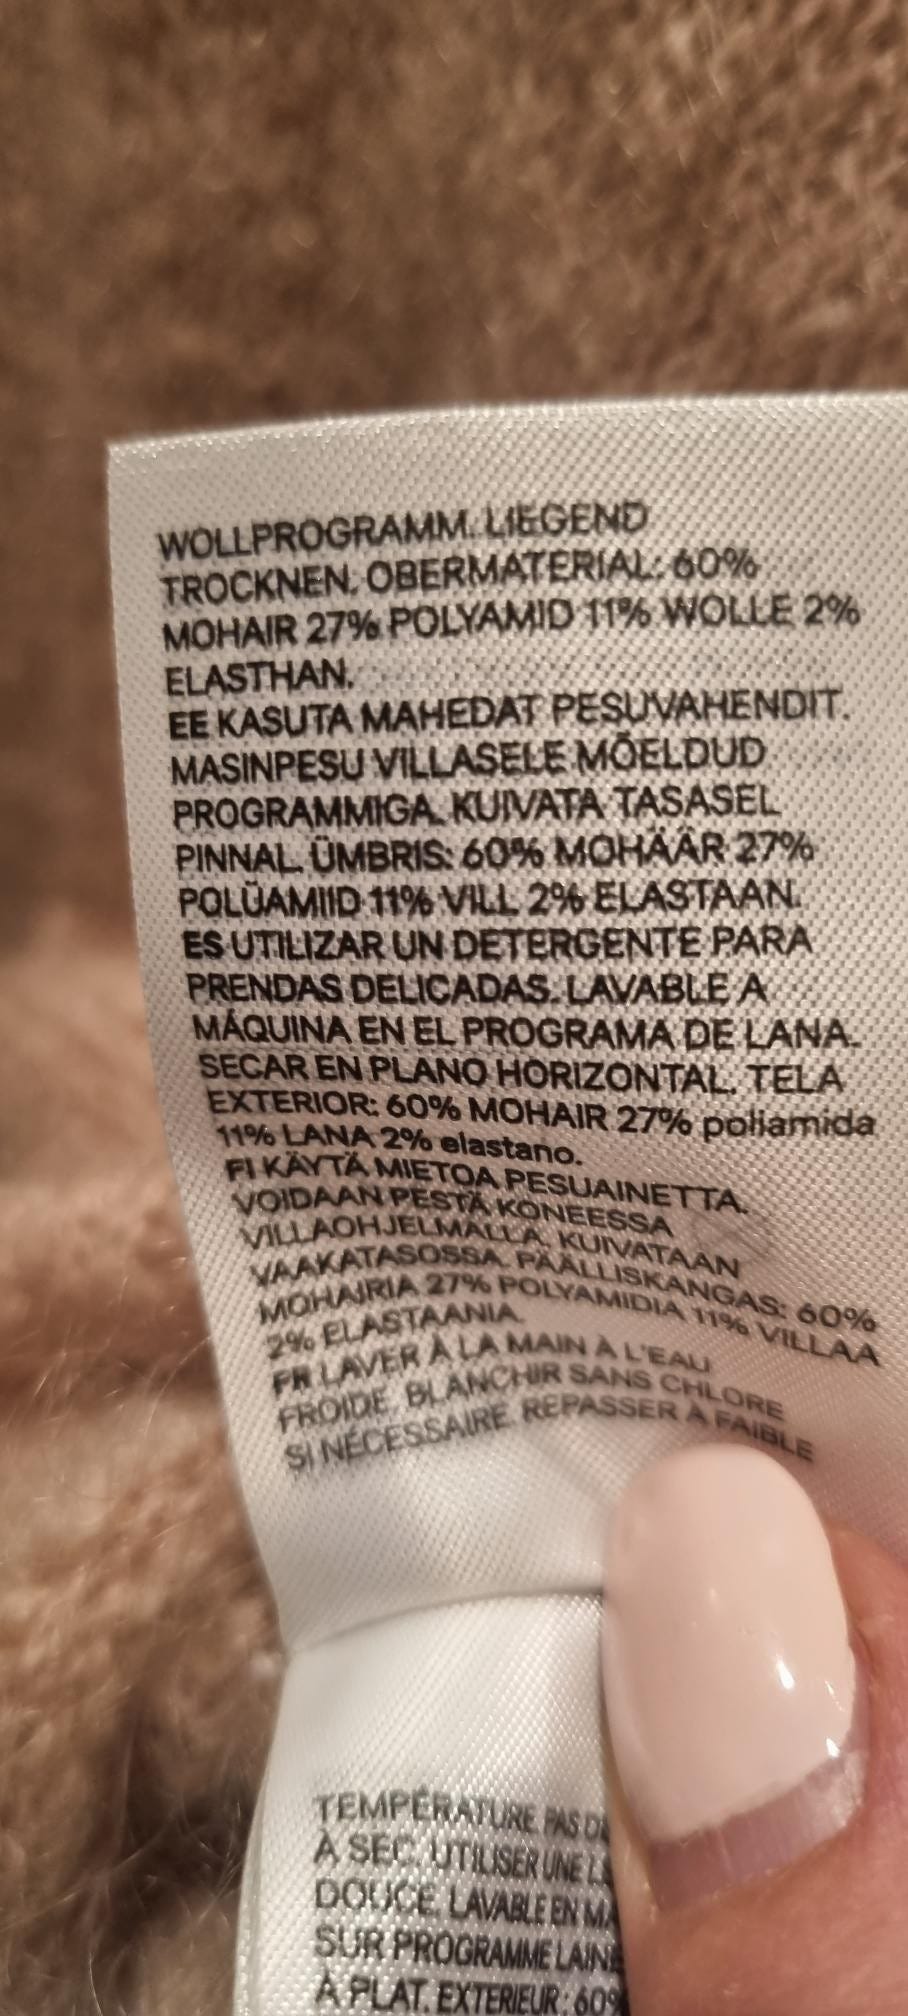 WOLLPROGRAMM. LIEGEND
TROCKNEN. OBERMATERIAL: 60%
MOHAIR 27% POLYAMID 11% WOLLE 2%
ELASTHAN.
EE KASUTA MAHEDAT PESUVAHENDIT.
MASINPESU VILLASELE MÕELDUD
PROGRAMMIGA. KUIVATA TASASEL
PINNAL. ÜMBRIS: 60% MOHÄÄR 27%
POLÜAMIID 11% VILL 2% ELASTAAN.
ES UTILIZAR UN DETERGENTE PARA
PRENDAS DELICADAS. LAVABLE A
MÁQUINA EN EL PROGRAMA DE LANA.
SECAR EN PLANO HORIZONTAL. TELA
EXTERIOR: 60% MOHAIR 27% poliamida
11% LANA 2% elastano.
FI KÄYTÄ MIETOA PESUAINETTA.
VOIDAAN PESTÄ KONEESSA
VILLAOHJELMALLA. KUIVATAAN
VAAKATASOSSA. PÄÄLLISKANGAS: 60%
MOHAIRIA 27% POLYAMIDIA 11% VILLAA
2% ELASTAANIA.
FR LAVER À LA MAIN À L'EAU
FROIDE. BLANCHIR SANS CHLORE
SI NÉCESSAIRE. REPASSER À FAIBLE
TEMPÉRATURE. PAS
À SEC. UTILISER UNE
DOUCE. LAVABLE EN
SUR PROGRAMME LAINE
À PLAT. EXTERIEUR: 60%